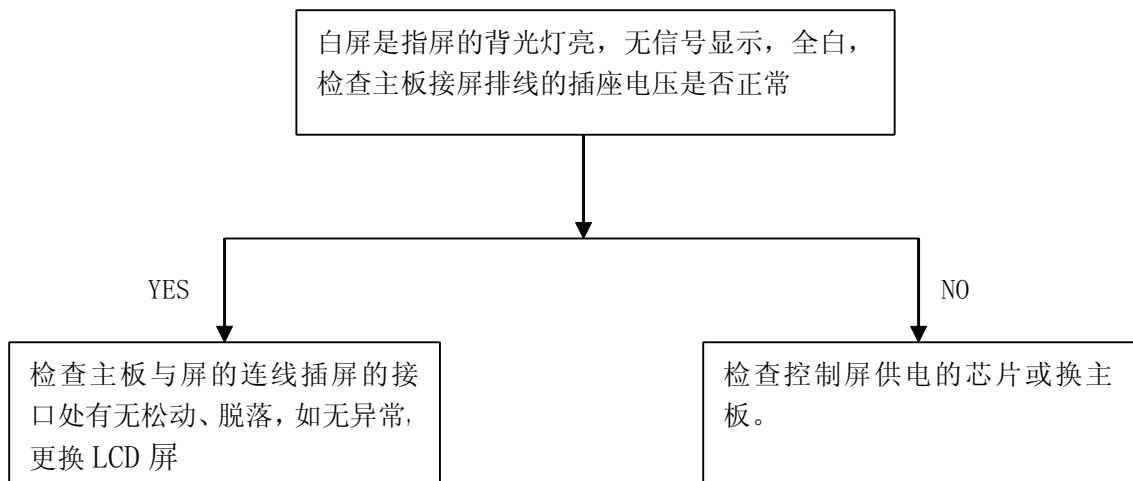 白屏是指屏的背光灯亮，无信号显示，全白，
检查主板接屏排线的插座电压是否正常
YES
NO
检查主板与屏的连线插屏的接
口处有无松动、脱落，如无异常，
更换 LCD 屏
检查控制屏供电的芯片或换主
板。